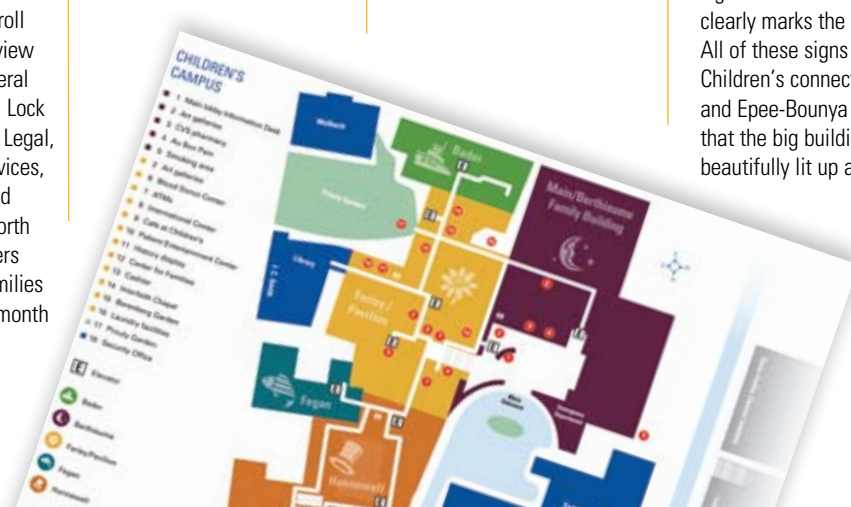 roll
view
eral
Lock
Legal,
vices,
d
orth
ers
milies
month
clearly marks the
All of these signs
Children's connect
and Epee-Bounya
that the big buildin
beautifully lit up a
CHILDREN'S
CAMPUS
1 Main lobby Information Desk
2 Art galleries
3 CVS pharmacy
4 Au Bon Pain
5 Smoking area
2 Art galleries
6 Blood Donor Center
7 ATMs
8 International Center
9 Cafe at Children's
10 Patient Entertainment Center
11 History display
12 Center for Families
13 Cashier
14 Interfaith Chapel
15 Berenberg Garden
16 Laundry facilities
17 Prouty Garden
18 Security Office
E Elevator
Bader
Berthiaume
Farley/Pavilion
Fegan
Hunnewell
Wolbach
Bader
Prouty Garden
Main/Berthiaume
Family Building
Library
Farley /
Pavilion
Fegan
Hunnewell
Main
Entrance
Emergency
Department